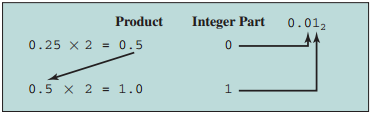 Product Integer Part 0.01₂
0.25 × 2 = 0.5 0
0.5 × 2 = 1.0 1